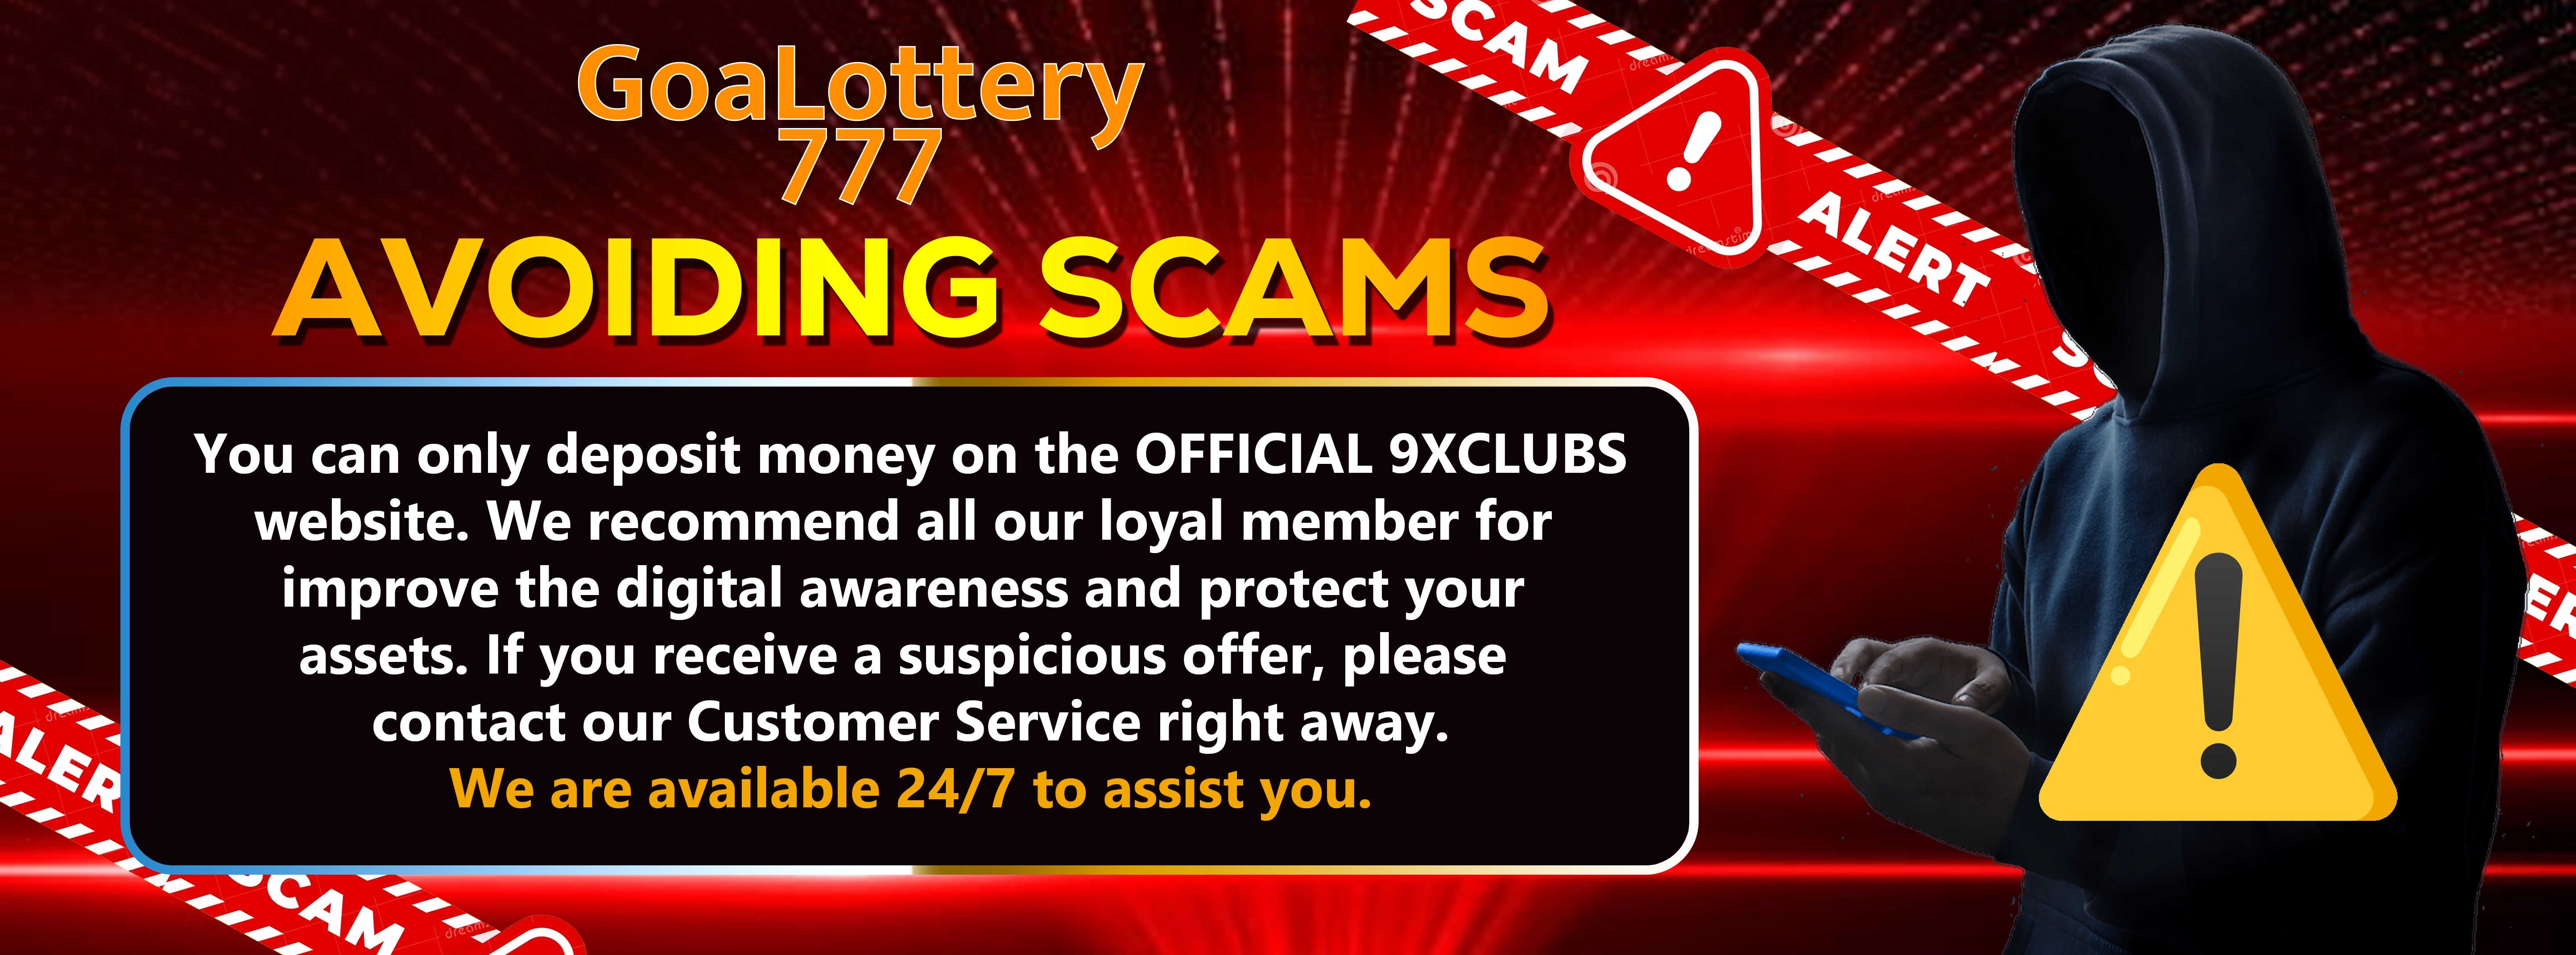 GoaLottery
777
AVOIDING SCAMS
You can only deposit money on the OFFICIAL 9XCLUBS
website. We recommend all our loyal member for
improve the digital awareness and protect your
assets. If you receive a suspicious offer, please
contact our Customer Service right away.
We are available 24/7 to assist you.
SCAM
ALERT
SCAM